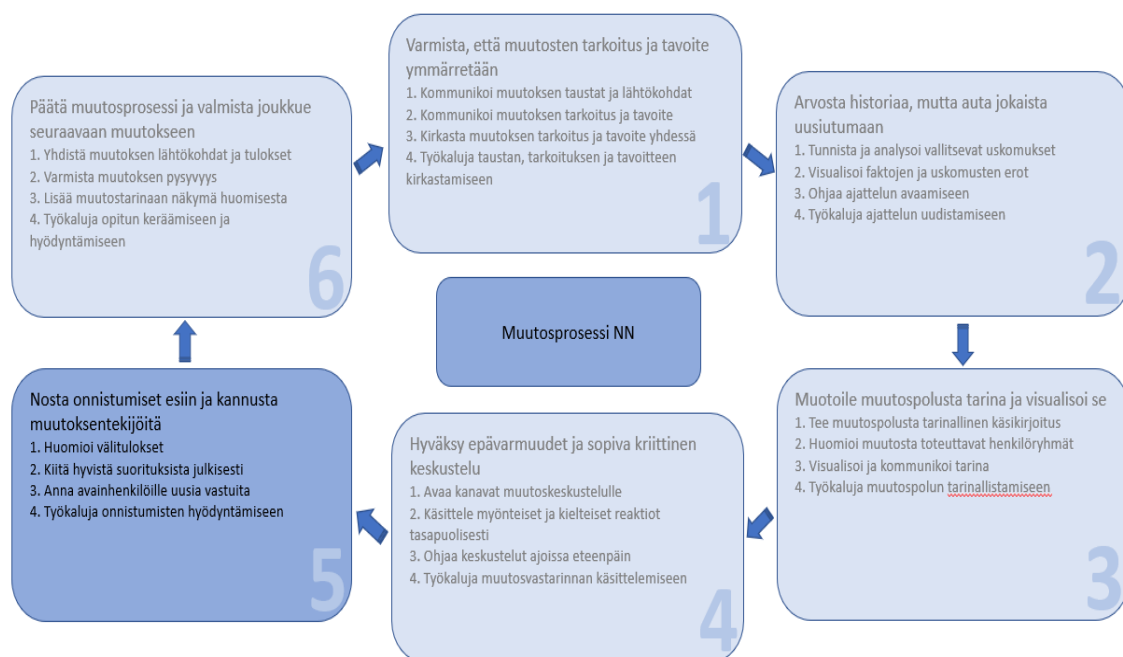 Varmista, että muutosten tarkoitus ja tavoite
ymmärretään
1. Kommunikoi muutoksen taustat ja lähtökohdat
2. Kommunikoi muutoksen tarkoitus ja tavoite
3. Kirkasta muutoksen tarkoitus ja tavoite yhdessä
4. Työkaluja taustan, tarkoituksen ja tavoitteen
kirkastamiseen
1
Arvosta historiaa, mutta auta jokaista
uusiutumaan
1. Tunnista ja analysoi vallitsevat uskomukset
2. Visualisoi faktojen ja uskomusten erot
3. Ohjaa ajattelun avaamiseen
4. Työkaluja ajattelun uudistamiseen
2
Muotoile muutospolusta tarina ja visualisoi se
1. Tee muutospolusta tarinallinen käsikirjoitus
2. Huomioi muutosta toteuttavat henkilöryhmät
3. Visualisoi ja kommunikoi tarina
4. Työkaluja muutospolun tarinallistamiseen
3
Hyväksy epävarmuudet ja sopiva kriittinen
keskustelu
1. Avaa kanavat muutoskeskustelulle
2. Käsittele myönteiset ja kielteiset reaktiot
tasapuolisesti
3. Ohjaa keskustelut ajoissa eteenpäin
4. Työkaluja muutosvastarinnan käsittelemiseen
4
Nosta onnistumiset esiin ja kannusta
muutoksentekijöitä
1. Huomioi välitulokset
2. Kiitä hyvistä suorituksista julkisesti
3. Anna avainhenkilöille uusia vastuita
4. Työkaluja onnistumisten hyödyntämiseen
5
Päätä muutosprosessi ja valmista joukkue
seuraavaan muutokseen
1. Yhdistä muutoksen lähtökohdat ja tulokset
2. Varmista muutoksen pysyvyys
3. Lisää muutostarinaan näkymä huomisesta
4. Työkaluja opitun keräämiseen ja
hyödyntämiseen
6
Muutosprosessi NN